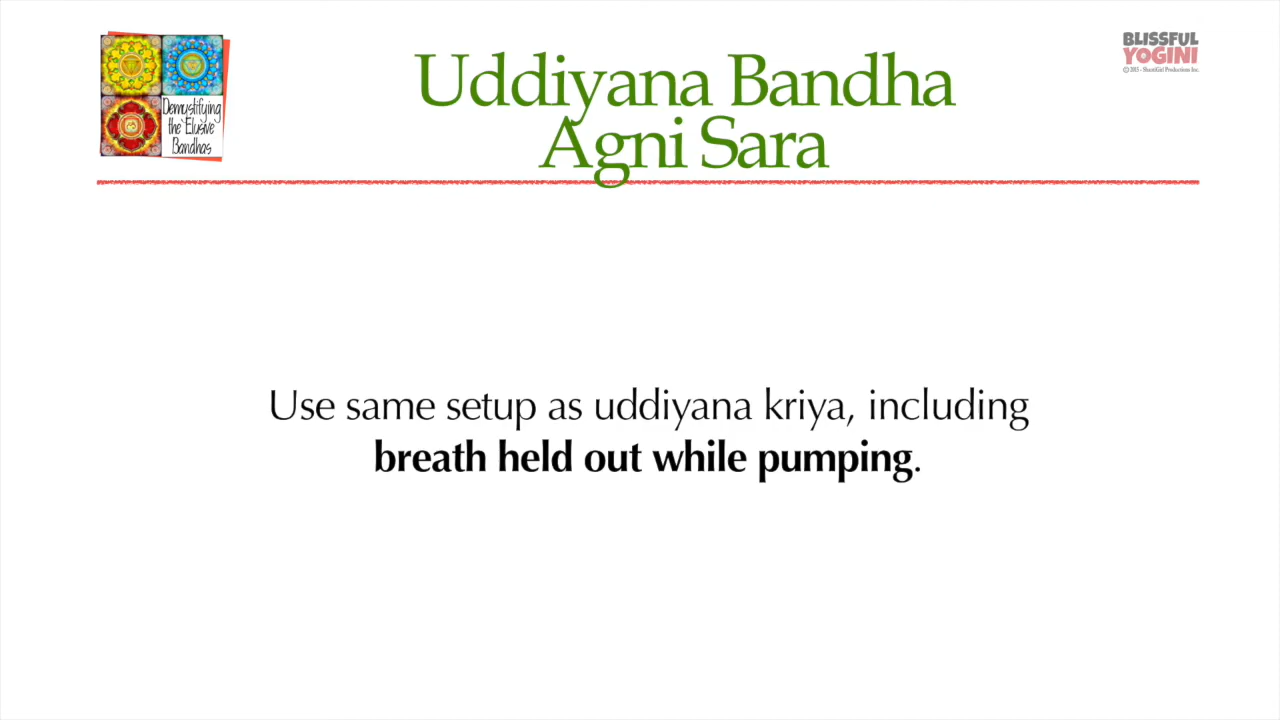 Demystifying
the Elusive
Bandhas
Uddiyana Bandha
Agni Sara
BLISSFUL
YOGINI
Use same setup as uddiyana kriya, including
breath held out while pumping.